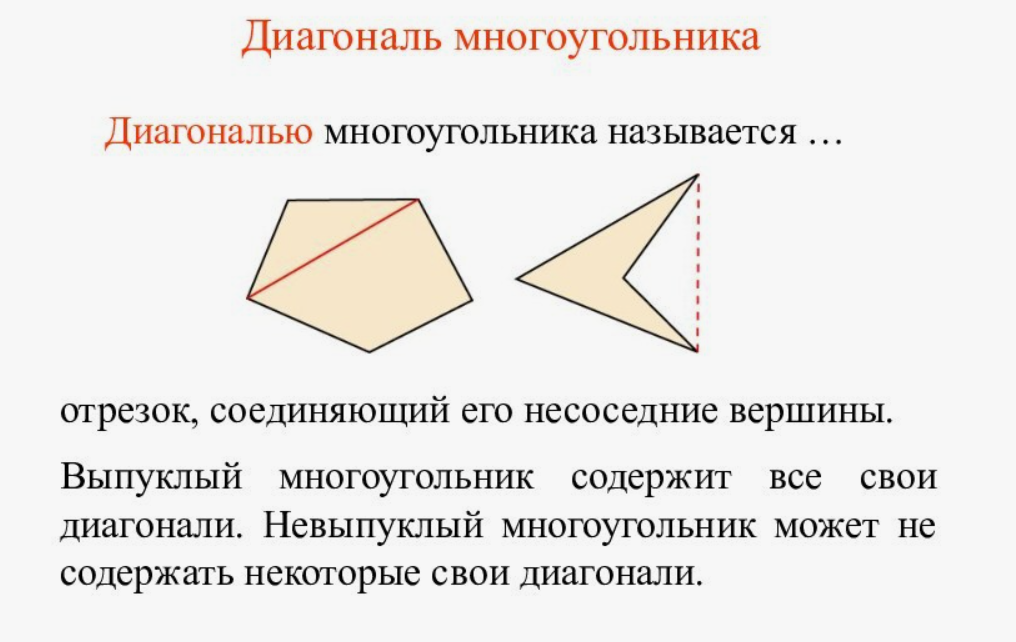 Диагональ многоугольника
Диагональю многоугольника называется …
отрезок, соединяющий его несоседние вершины.
Выпуклый многоугольник содержит все свои
диагонали. Невыпуклый многоугольник может не
содержать некоторые свои диагонали.